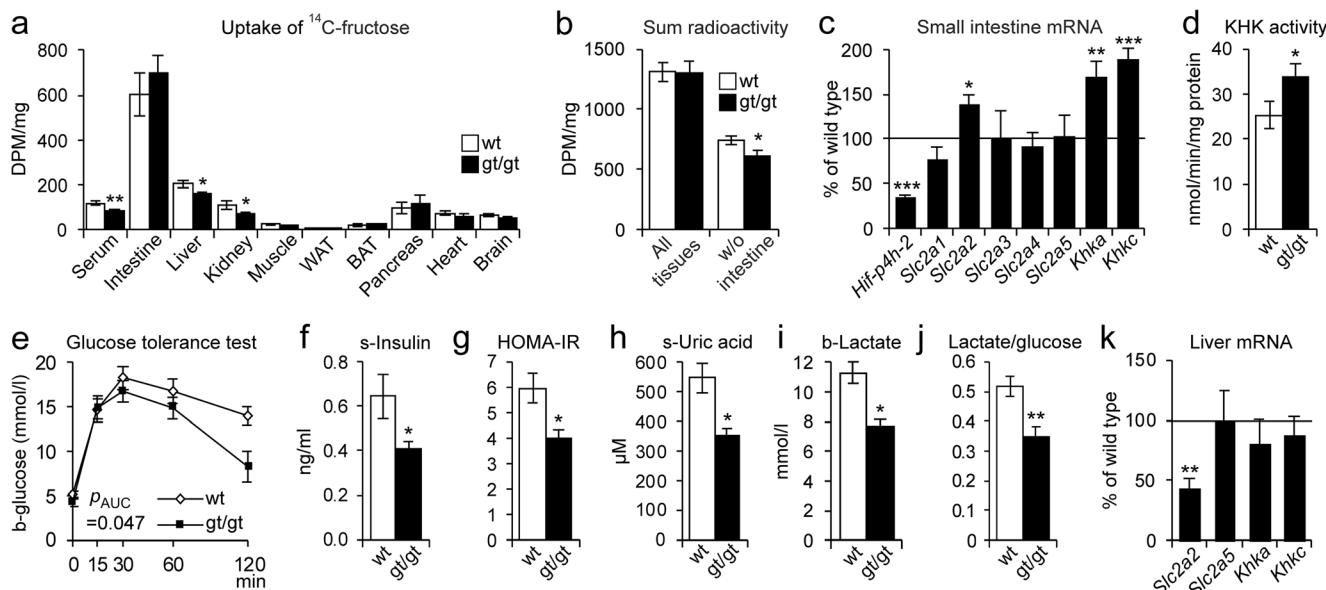 a
Uptake of ¹⁴C-fructose
DPM/mg
800
600
400
200
0
wt
gt/gt
Serum
Intestine
Liver
Kidney
Muscle
WAT
BAT
Pancreas
Heart
Brain
**
*
*
b
Sum radioactivity
DPM/mg
1500
1000
500
0
wt
gt/gt
*
All
tissues
w/o
intestine
c
Small intestine mRNA
% of wild type
200
150
100
50
0
***
*
**
***
Hif-p4h-2
Slc2a1
Slc2a2
Slc2a3
Slc2a4
Slc2a5
Khka
Khkc
d
KHK activity
nmol/min/mg protein
40
30
20
10
0
*
wt
gt/gt
e
Glucose tolerance test
b-glucose (mmol/l)
20
15
10
5
0
pAUC
=0.047
wt
gt/gt
0 15 30 60 120
min
f
s-Insulin
ng/ml
0.8
0.6
0.4
0.2
0.0
*
wt
gt/gt
g
HOMA-IR
7
6
5
4
3
2
1
0
*
wt
gt/gt
h
s-Uric acid
µM
600
500
400
300
200
100
0
*
wt
gt/gt
i
b-Lactate
mmol/l
12
10
8
6
4
2
0
*
wt
gt/gt
j
Lactate/glucose
0.6
0.5
0.4
0.3
0.2
0.1
0
**
wt
gt/gt
k
Liver mRNA
% of wild type
150
100
50
0
**
Slc2a2
Slc2a5
Khka
Khkc